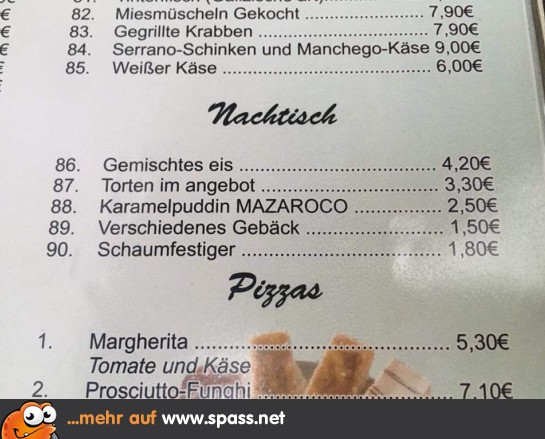 82. Miesmüscheln Gekocht 7,90€
83. Gegrillte Krabben 7,90€
84. Serrano-Schinken und Manchego-Käse 9,00€
85. Weißer Käse 6,00€
Nachtisch
86. Gemischtes eis 4,20€
87. Torten im angebot 3,30€
88. Karamelpuddin MAZAROCO 2,50€
89. Verschiedenes Gebäck 1,50€
90. Schaumfestiger 1,80€
Pizzas
1. Margherita 5,30€
Tomate und Käse
2. Prosciutto-Funghi 7,10€
...mehr auf www.spass.net